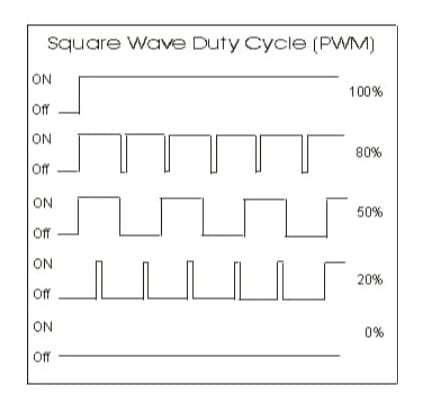 Square Wave Duty Cycle (PWM)
ON
100%
Off
ON
80%
Off
ON
50%
Off
ON
20%
Off
ON
0%
Off